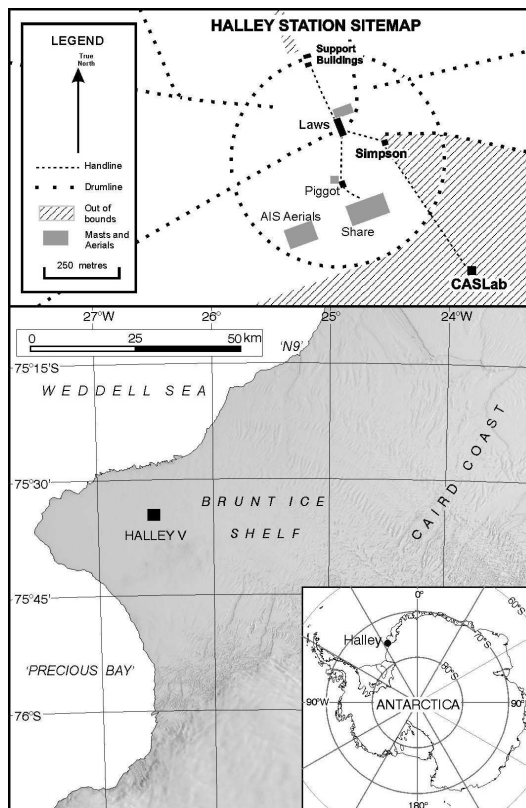 HALLEY STATION SITEMAP
LEGEND
True
North
Handline
Drumline
Out of
bounds
Masts and
Aerials
250 metres
Support
Buildings
Laws
Simpson
Piggot
AIS Aerials
Share
CASLab
27°W
26°
25°
24°W
0
25
50 km
'N9'
75°15'S
WEDDELL SEA
75°30'
BRUNT ICE
SHELF
CAIRD COAST
HALLEY V
75°45'
'PRECIOUS BAY'
76°S
0°
60°S
70°S
80°S
Halley
90°W
ANTARCTICA
90°
180°